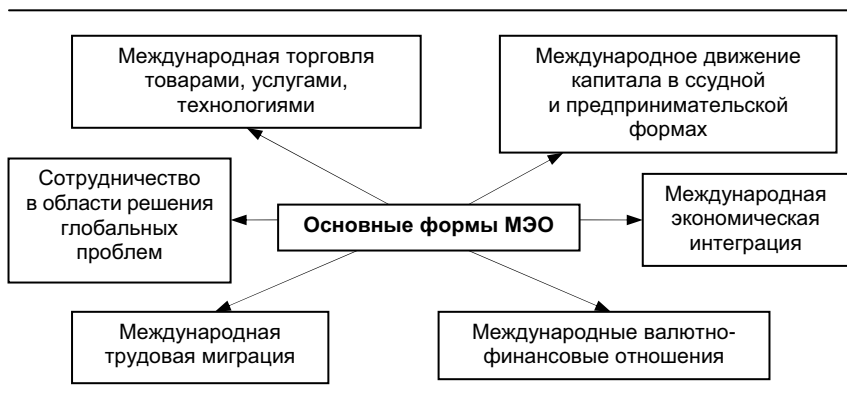 Международная торговля
товарами, услугами,
технологиями
Международное движение
капитала в ссудной
и предпринимательской
формах
Сотрудничество
в области решения
глобальных
проблем
Основные формы МЭО
Международная
экономическая
интеграция
Международная
трудовая миграция
Международные валютно-
финансовые отношения